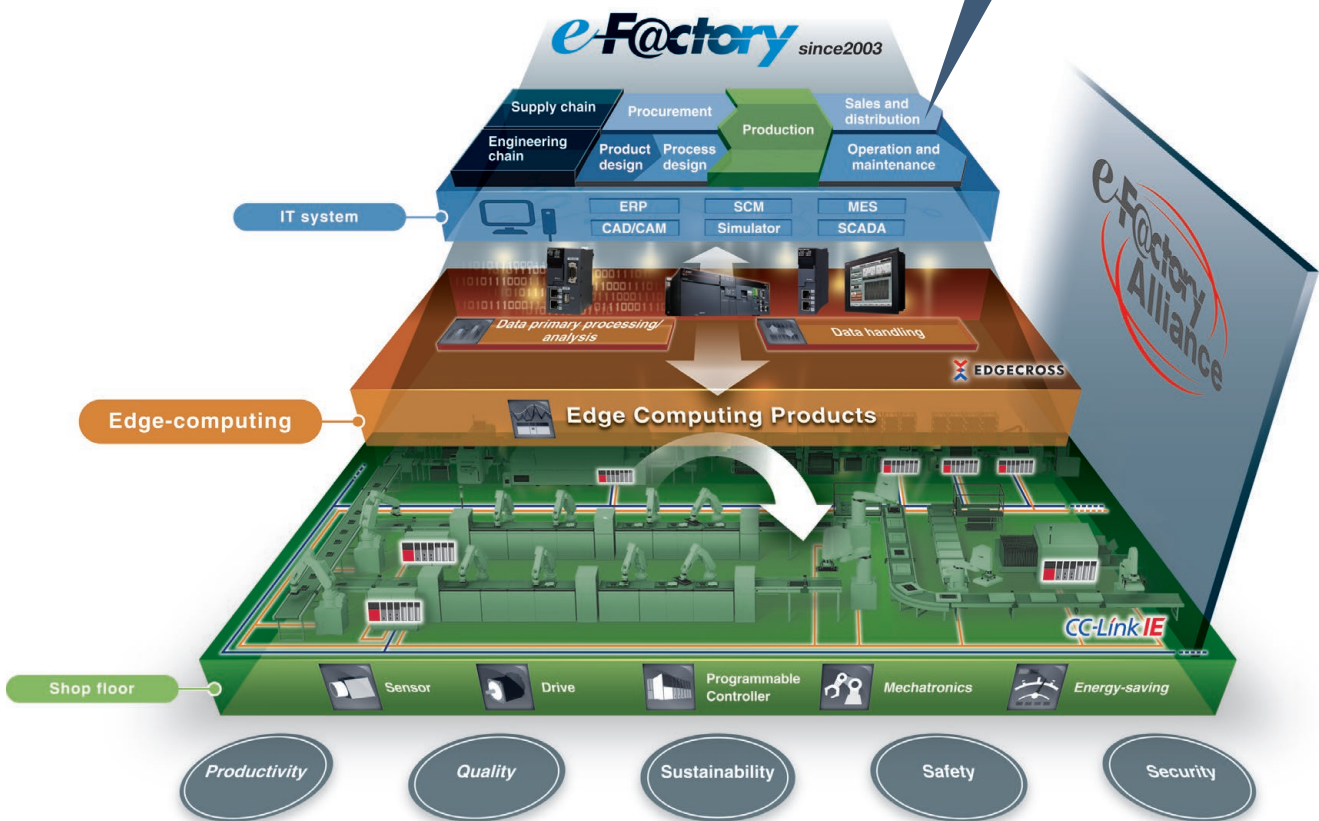 e-F@ctory since2003
Supply chain
Procurement
Production
Sales and
distribution
Engineering
chain
Product
design
Process
design
Operation and
maintenance
IT system
ERP
SCM
MES
CAD/CAM
Simulator
SCADA
Data primary processing/
analysis
Data handling
EDGECROSS
Edge-computing
Edge Computing Products
e-F@ctory
Alliance
CC-Link IE
Shop floor
Sensor
Drive
Programmable
Controller
Mechatronics
Energy-saving
Productivity
Quality
Sustainability
Safety
Security